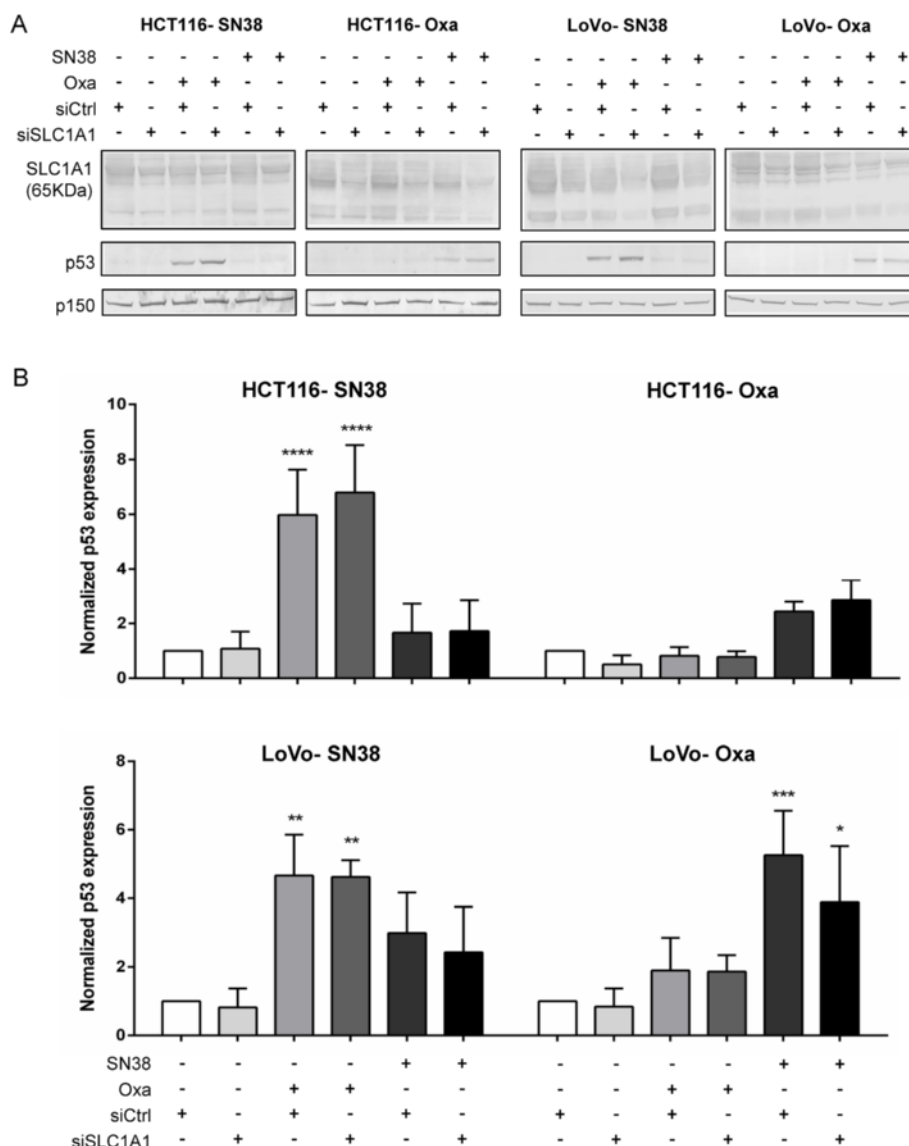 A
HCT116- SN38 HCT116- Oxa LoVo- SN38 LoVo- Oxa
SN38 - - - - + + - - - - + + - - - - + + - - - - + +
Oxa - - + + - - - - + + - - - - + + - - - - + + - -
siCtrl + - + - + - + - + - + - + - + - + - + - + - + -
siSLC1A1 - + - + - + - + - + - + - + - + - + - + - + - +
SLC1A1
(65KDa)
p53
p150
B
HCT116- SN38 HCT116- Oxa
Normalized p53 expression
10
8
6
4
2
0
**** ****
LoVo- SN38 LoVo- Oxa
Normalized p53 expression
8
6
4
2
0
** ** *** *
SN38 - - - - + + - - - - + +
Oxa - - + + - - - - + + - -
siCtrl + - + - + - + - + - + -
siSLC1A1 - + - + - + - + - + - +